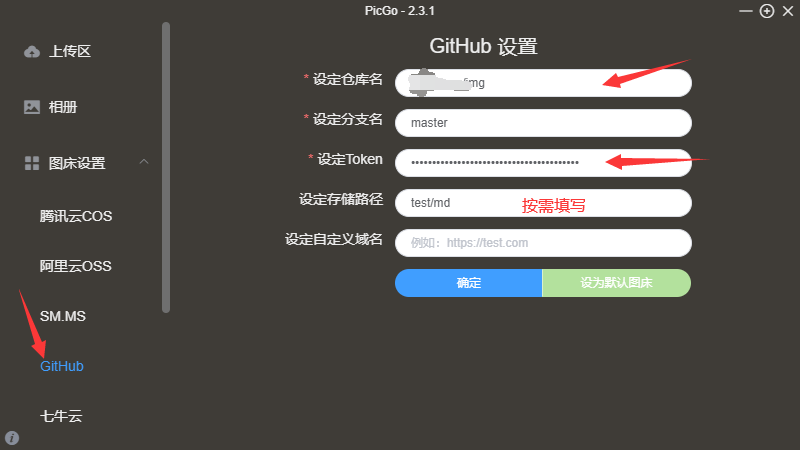 PicGo - 2.3.1
上传区
相册
图床设置
腾讯云COS
阿里云OSS
SM.MS
GitHub
七牛云
GitHub 设置
* 设定仓库名
/img
* 设定分支名
master
* 设定Token
设定存储路径
test/md
按需填写
设定自定义域名
例如：https://test.com
确定
设为默认图床